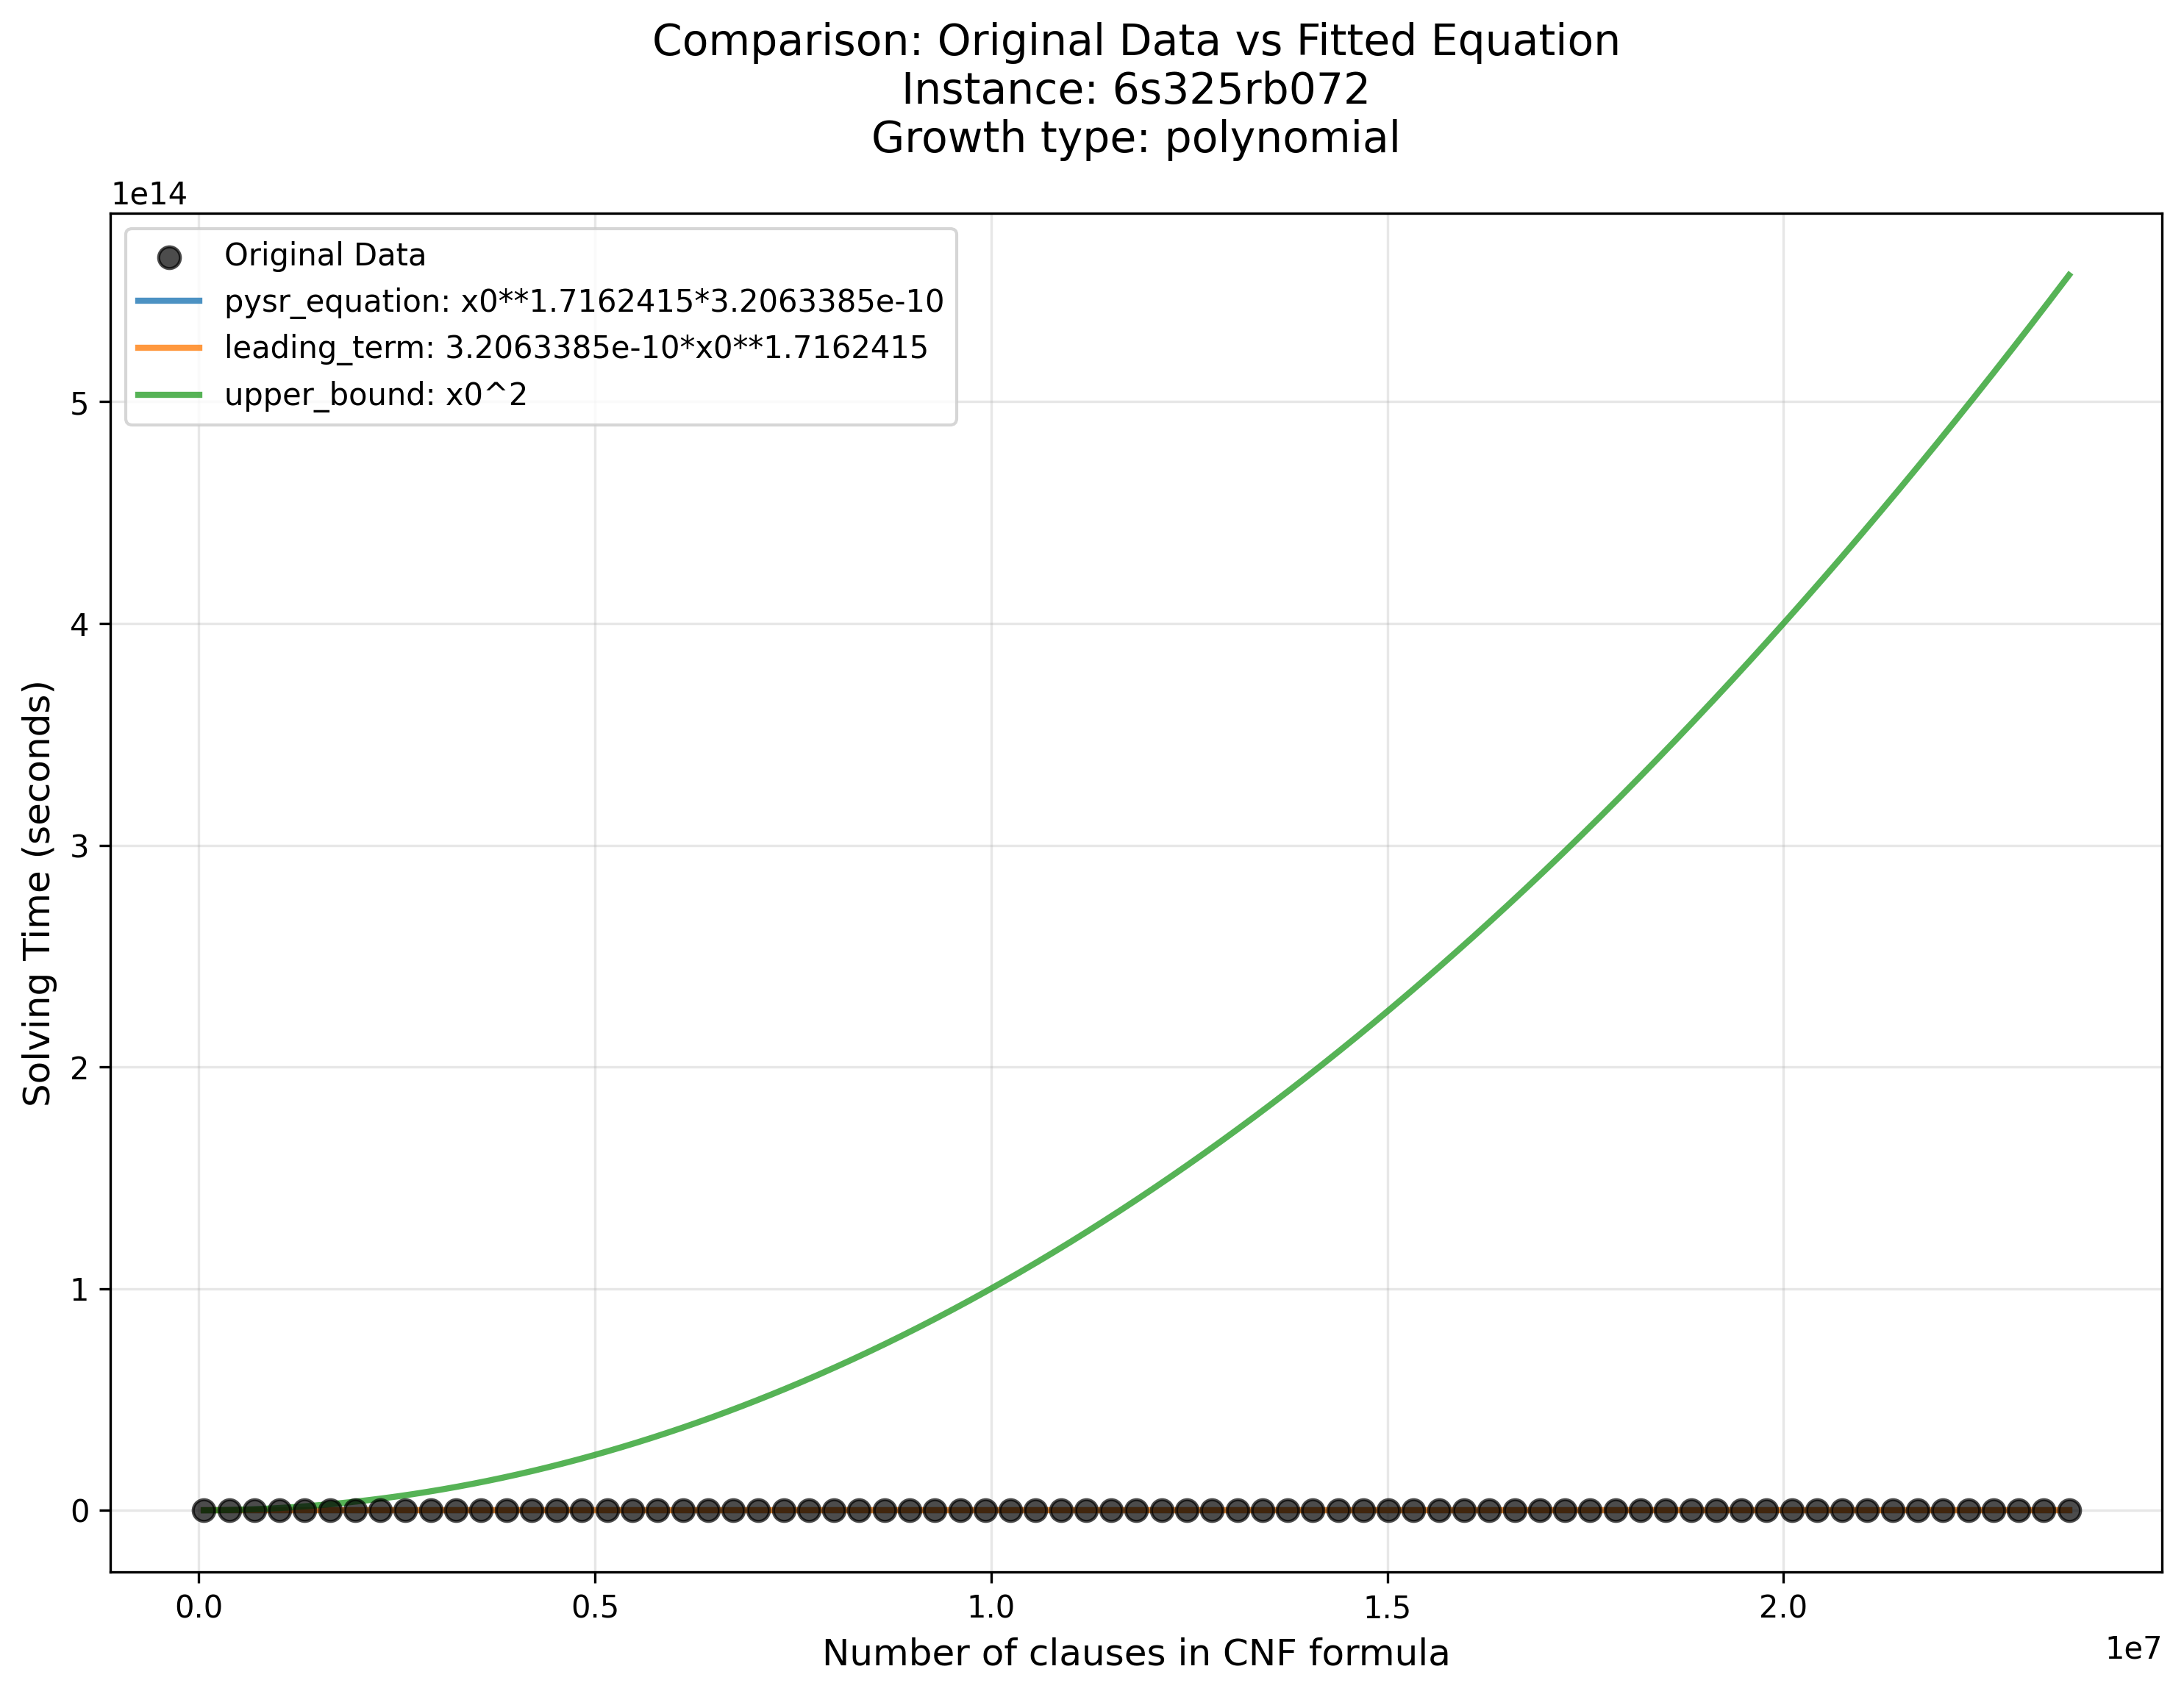 Comparison: Original Data vs Fitted Equation
Instance: 6s325rb072
Growth type: polynomial
1e14
Original Data
pysr_equation: x0**1.7162415*3.2063385e-10
leading_term: 3.2063385e-10*x0**1.7162415
upper_bound: x0^2
5
4
3
2
1
0
Solving Time (seconds)
0.0 0.5 1.0 1.5 2.0
1e7
Number of clauses in CNF formula